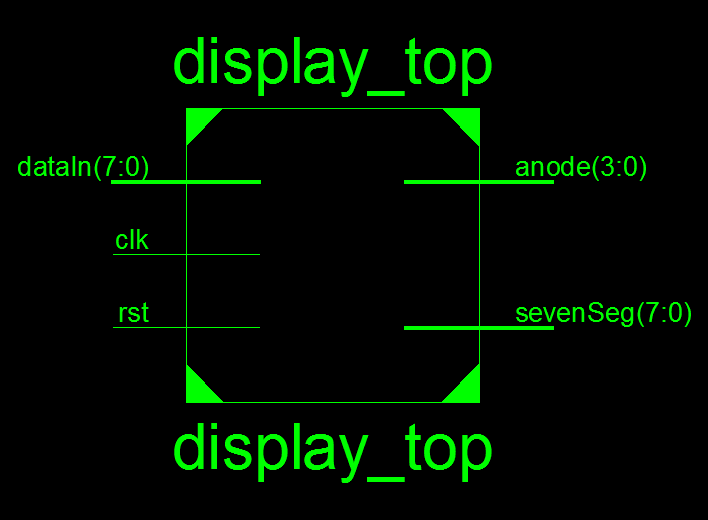 display_top
dataIn(7:0)
anode(3:0)
clk
rst
sevenSeg(7:0)
display_top